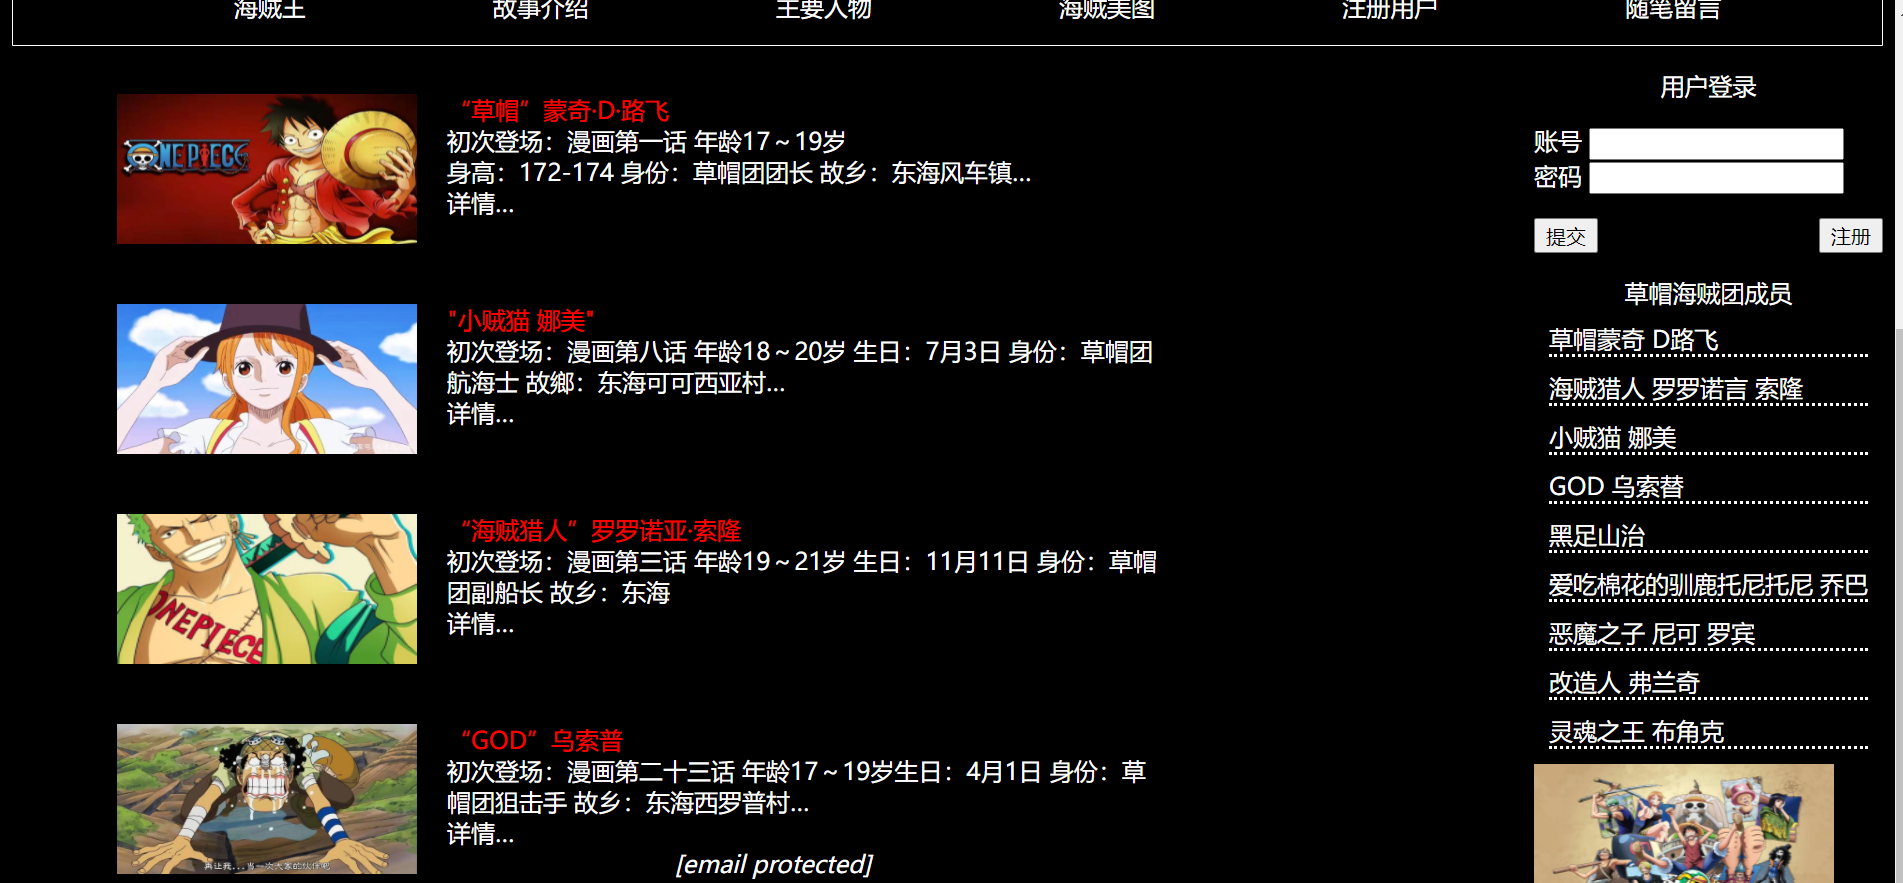 海贼王 故事介绍 主要人物 海贼美图 注册用户 随笔留言
ONE PIECE
“草帽”蒙奇·D·路飞
初次登场：漫画第一话 年龄17～19岁
身高：172-174 身份：草帽团团长 故乡：东海风车镇...
详情...
"小贼猫 娜美"
初次登场：漫画第八话 年龄18～20岁 生日：7月3日 身份：草帽团
航海士 故鄉：东海可可西亚村...
详情...
ONEPIECE
“海贼猎人”罗罗诺亚·索隆
初次登场：漫画第三话 年龄19～21岁 生日：11月11日 身份：草帽
团副船长 故乡：东海
详情...
“GOD”乌索普
初次登场：漫画第二十三话 年龄17～19岁生日：4月1日 身份：草
帽团狙击手 故乡：东海西罗普村...
详情...
再让我...当一次大家的伙伴吧
[email protected]
用户登录
账号
密码
提交 注册
草帽海贼团成员
草帽蒙奇 D路飞
海贼猎人 罗罗诺言 索隆
小贼猫 娜美
GOD 乌索替
黑足山治
爱吃棉花的驯鹿托尼托尼 乔巴
恶魔之子 尼可 罗宾
改造人 弗兰奇
灵魂之王 布角克